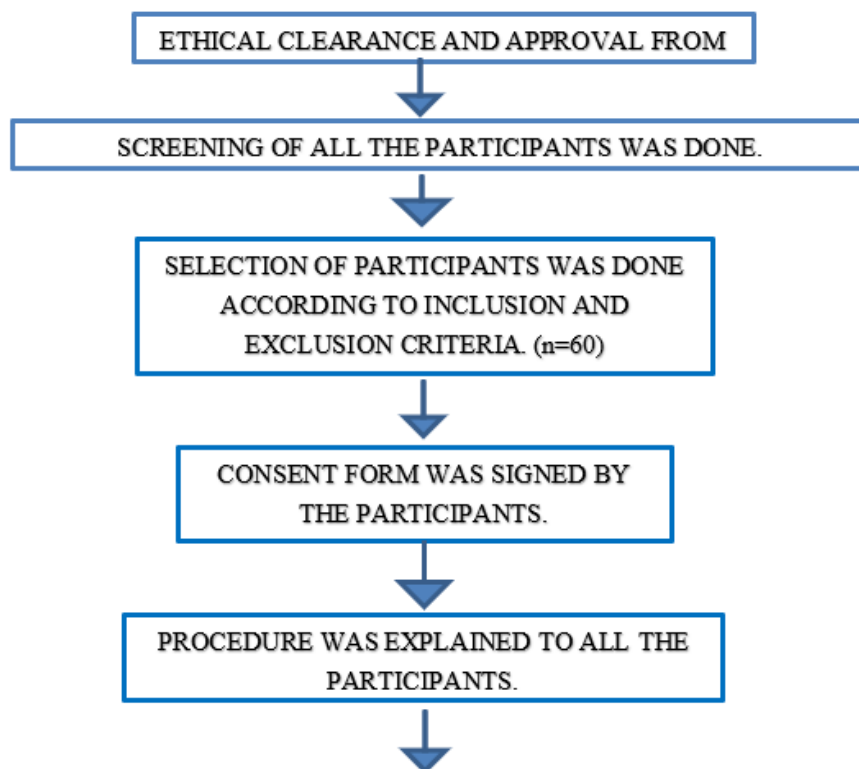 ETHICAL CLEARANCE AND APPROVAL FROM
SCREENING OF ALL THE PARTICIPANTS WAS DONE.
SELECTION OF PARTICIPANTS WAS DONE
ACCORDING TO INCLUSION AND
EXCLUSION CRITERIA. (n=60)
CONSENT FORM WAS SIGNED BY
THE PARTICIPANTS.
PROCEDURE WAS EXPLAINED TO ALL THE
PARTICIPANTS.